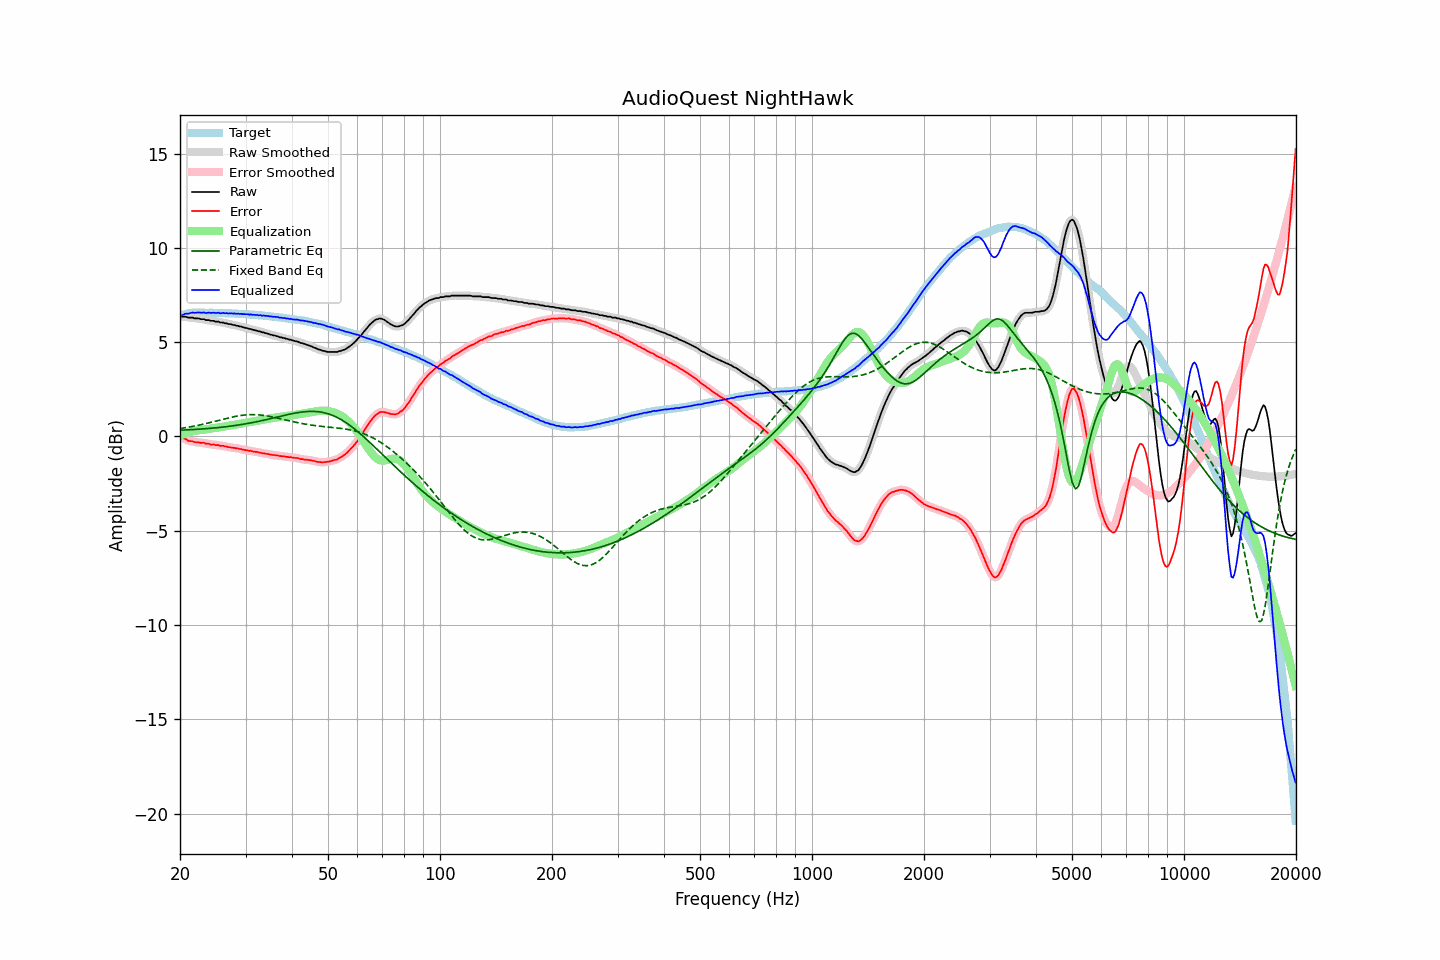 AudioQuest NightHawk
Target
Raw Smoothed
Error Smoothed
Raw
Error
Equalization
Parametric Eq
Fixed Band Eq
Equalized
15
10
5
0
−5
−10
−15
−20
Amplitude (dBr)
20
50
100
200
500
1000
2000
5000
10000
20000
Frequency (Hz)